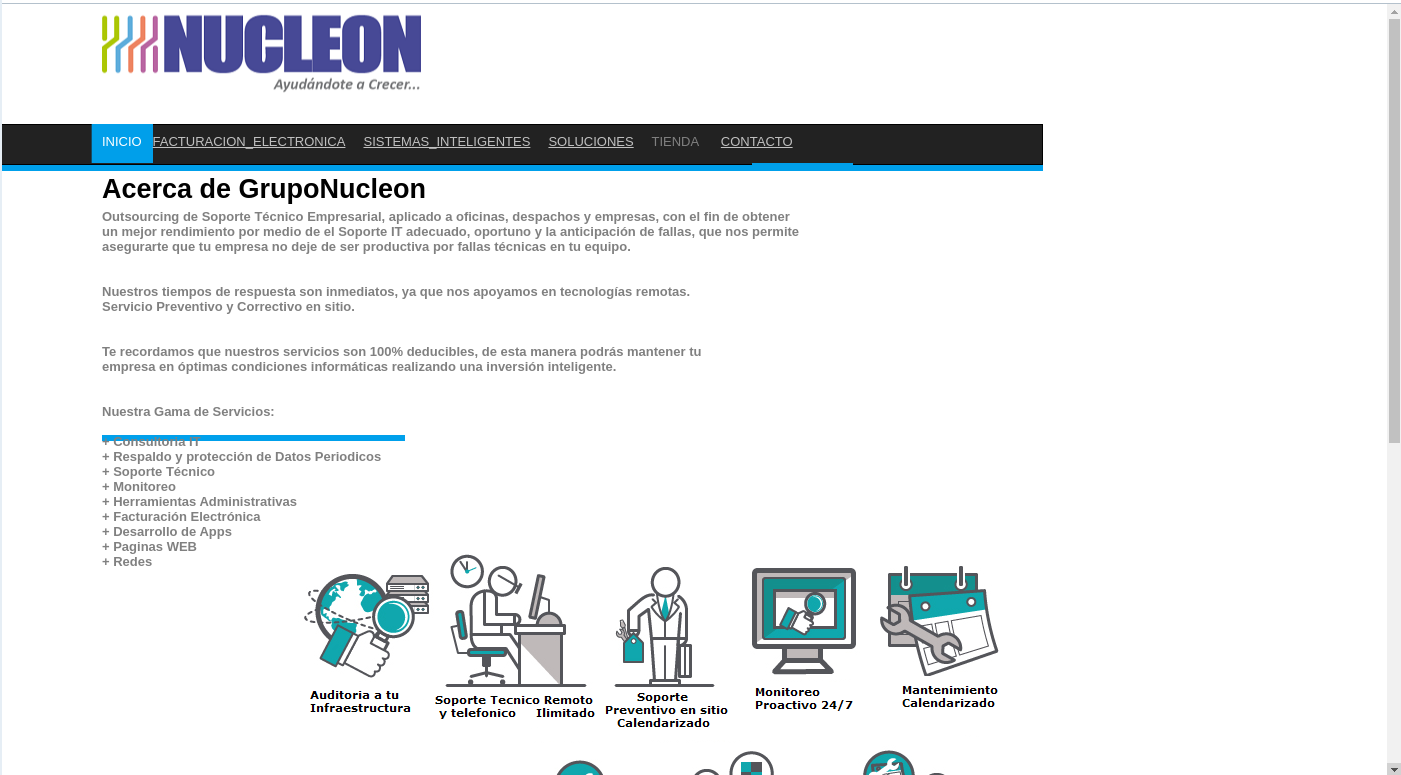 NUCLEON
Ayudándote a Crecer...
INICIO FACTURACION_ELECTRONICA SISTEMAS_INTELIGENTES SOLUCIONES TIENDA CONTACTO
Acerca de GrupoNucleon
Outsourcing de Soporte Técnico Empresarial, aplicado a oficinas, despachos y empresas, con el fin de obtener
un mejor rendimiento por medio de el Soporte IT adecuado, oportuno y la anticipación de fallas, que nos permite
asegurarte que tu empresa no deje de ser productiva por fallas técnicas en tu equipo.
Nuestros tiempos de respuesta son inmediatos, ya que nos apoyamos en tecnologías remotas.
Servicio Preventivo y Correctivo en sitio.
Te recordamos que nuestros servicios son 100% deducibles, de esta manera podrás mantener tu
empresa en óptimas condiciones informáticas realizando una inversión inteligente.
Nuestra Gama de Servicios:
+ Consultoria IT
+ Respaldo y protección de Datos Periodicos
+ Soporte Técnico
+ Monitoreo
+ Herramientas Administrativas
+ Facturación Electrónica
+ Desarrollo de Apps
+ Paginas WEB
+ Redes
Auditoria a tu
Infraestructura
Soporte Tecnico Remoto
y telefonico Ilimitado
Soporte
Preventivo en sitio
Calendarizado
Monitoreo
Proactivo 24/7
Mantenimiento
Calendarizado